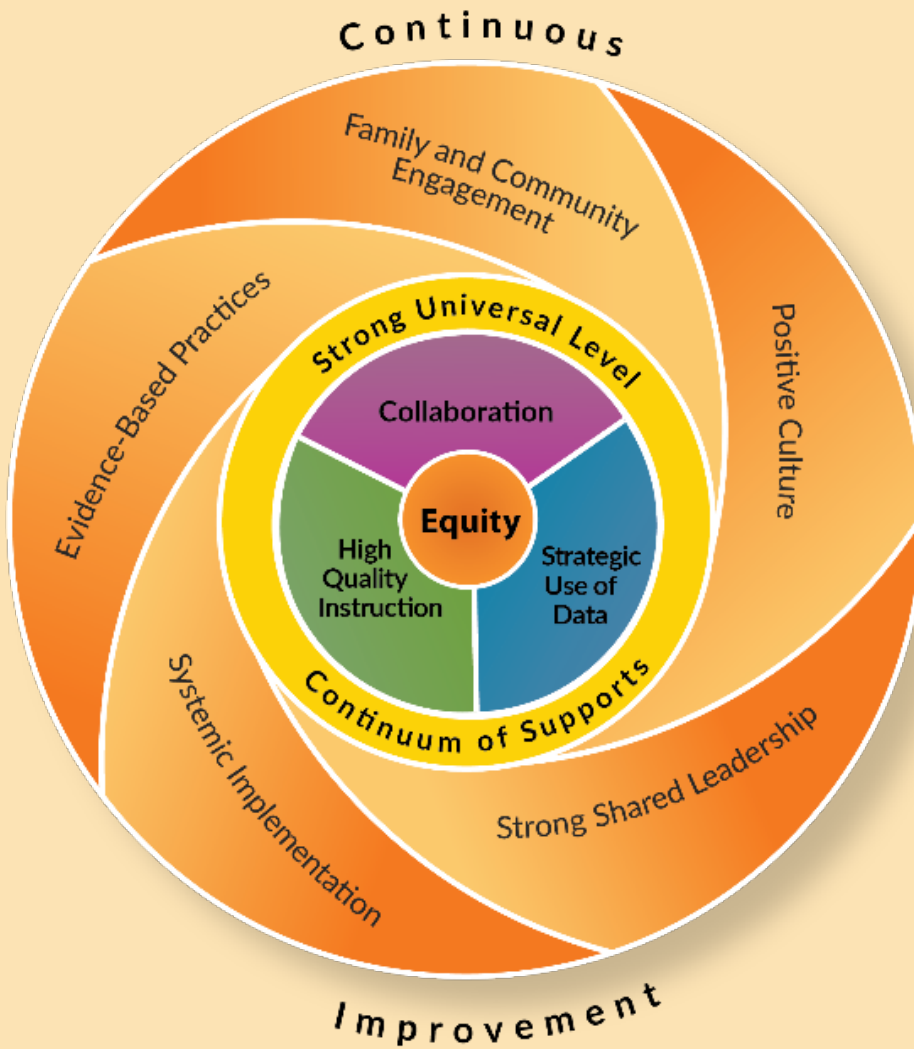 Continuous
Family and Community
Engagement
Positive Culture
Evidence-Based Practices
Strong Universal Level
Collaboration
Equity
High
Quality
Instruction
Strategic
Use of
Data
Continuum of Supports
Systemic Implementation
Strong Shared Leadership
Improvement